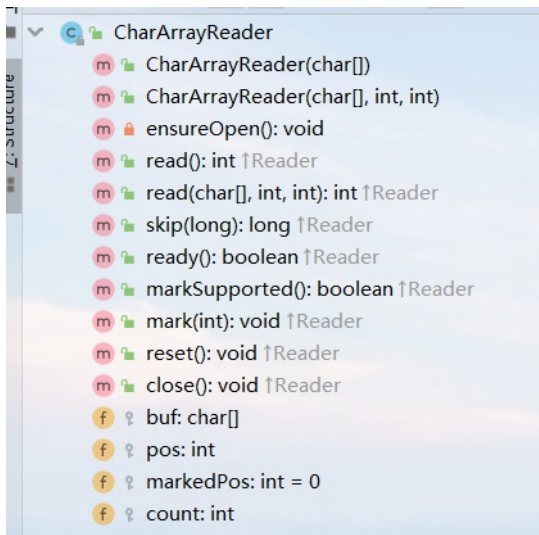 7: Structure
CharArrayReader
CharArrayReader(char[])
CharArrayReader(char[], int, int)
ensureOpen(): void
read(): int ↑Reader
read(char[], int, int): int ↑Reader
skip(long): long ↑Reader
ready(): boolean ↑Reader
markSupported(): boolean ↑Reader
mark(int): void ↑Reader
reset(): void ↑Reader
close(): void ↑Reader
buf: char[]
pos: int
markedPos: int = 0
count: int